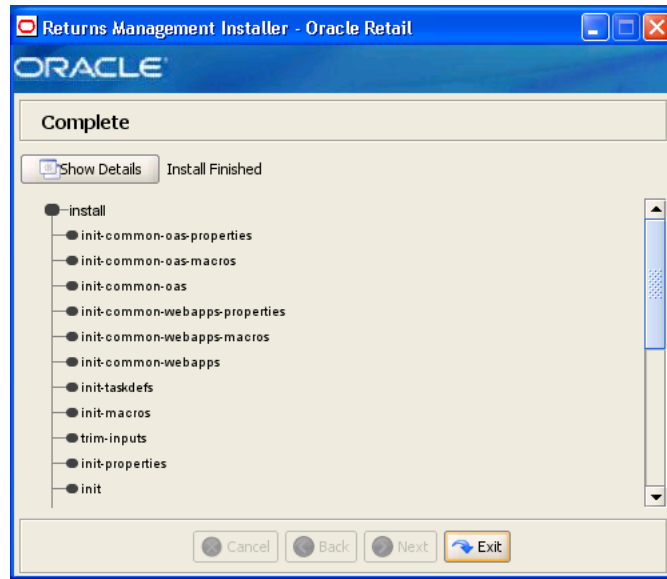 Returns Management Installer - Oracle Retail
ORACLE
Complete
Show Details Install Finished
install
init-common-oas-properties
init-common-oas-macros
init-common-oas
init-common-webapps-properties
init-common-webapps-macros
init-common-webapps
init-taskdefs
init-macros
trim-inputs
init-properties
init
Cancel Back Next Exit